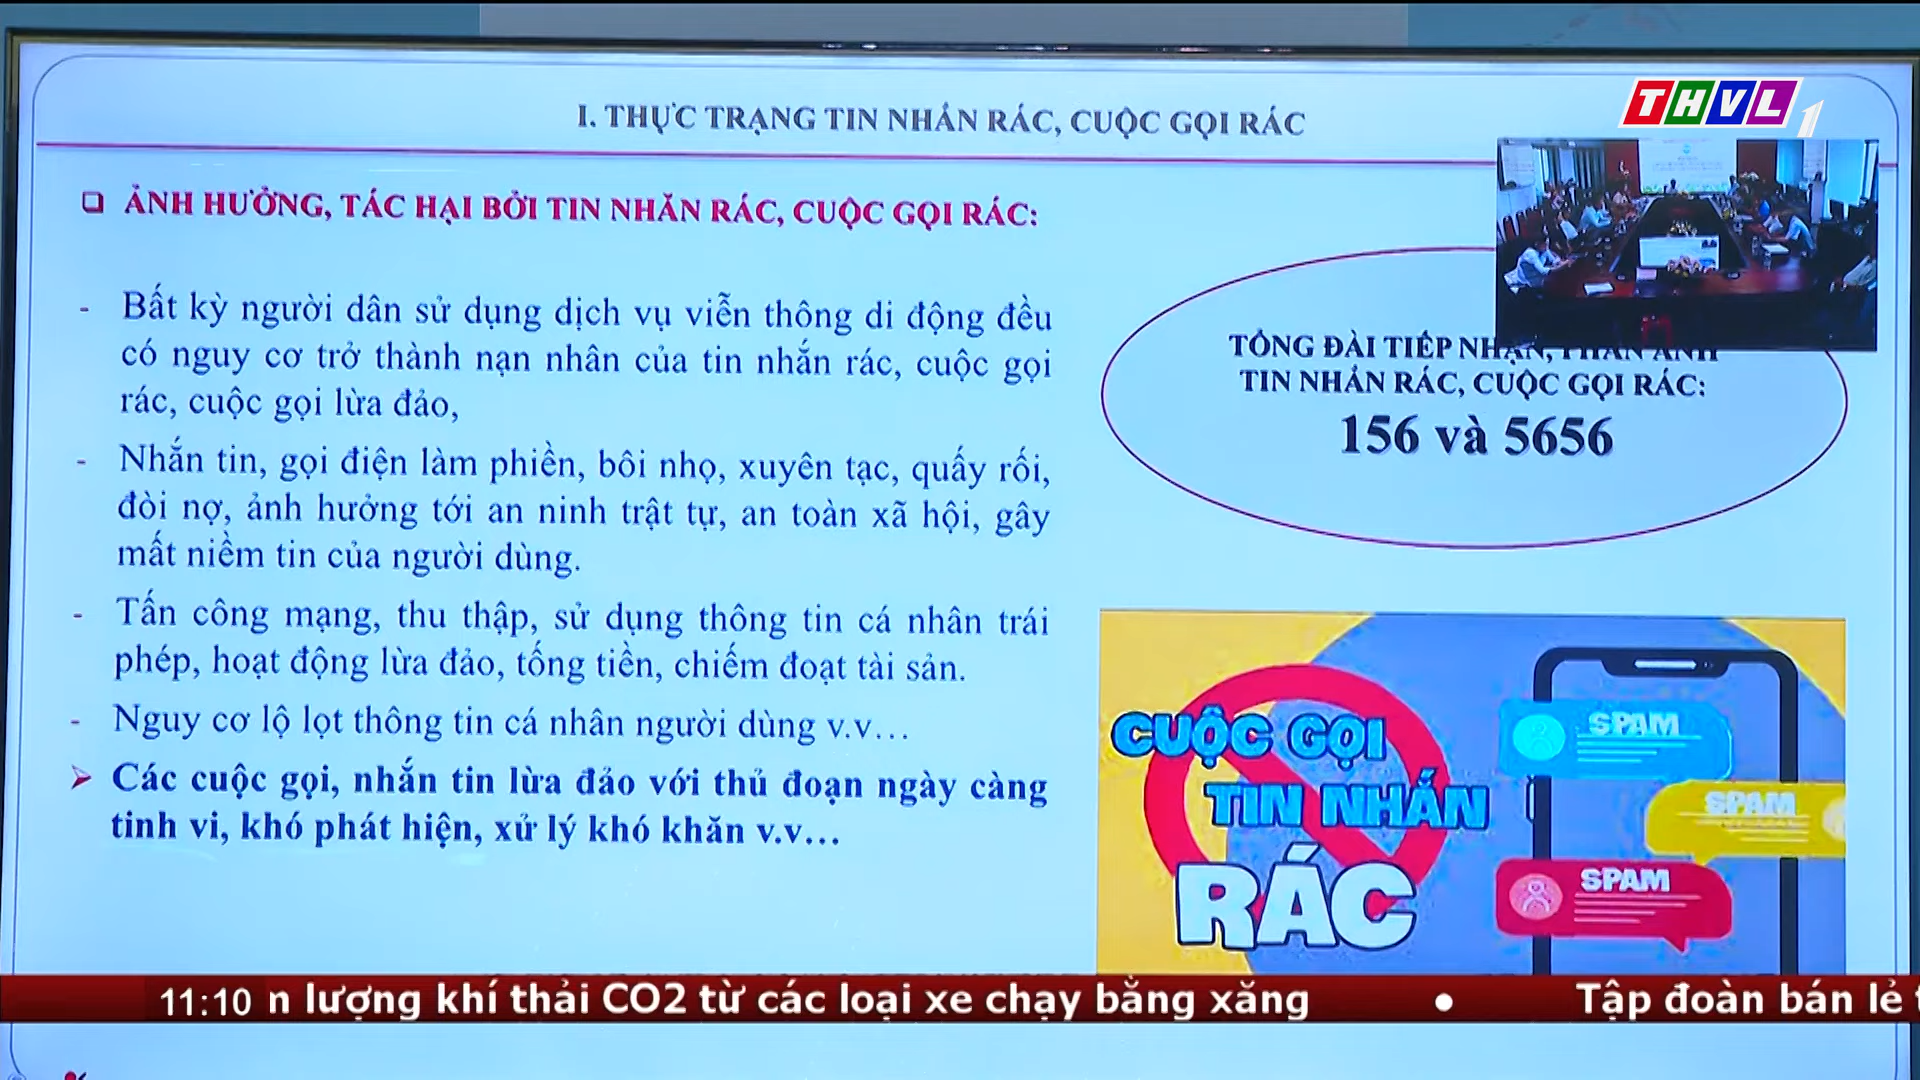 THVL1
I. THỰC TRẠNG TIN NHẮN RÁC, CUỘC GỌI RÁC
ẢNH HƯỞNG, TÁC HẠI BỞI TIN NHẮN RÁC, CUỘC GỌI RÁC:
- Bất kỳ người dân sử dụng dịch vụ viễn thông di động đều
có nguy cơ trở thành nạn nhân của tin nhắn rác, cuộc gọi
rác, cuộc gọi lừa đảo,
- Nhắn tin, gọi điện làm phiền, bôi nhọ, xuyên tạc, quấy rối,
đòi nợ, ảnh hưởng tới an ninh trật tự, an toàn xã hội, gây
mất niềm tin của người dùng.
- Tấn công mạng, thu thập, sử dụng thông tin cá nhân trái
phép, hoạt động lừa đảo, tống tiền, chiếm đoạt tài sản.
- Nguy cơ lộ lọt thông tin cá nhân người dùng v.v...
Các cuộc gọi, nhắn tin lừa đảo với thủ đoạn ngày càng
tinh vi, khó phát hiện, xử lý khó khăn v.v...
TỔNG ĐÀI TIẾP NHẬN, PHẢN ÁNH
TIN NHẮN RÁC, CUỘC GỌI RÁC:
156 và 5656
CUỘC GỌI
TIN NHẮN
RÁC
SPAM
SPAM
SPAM
11:10 n lượng khí thải CO2 từ các loại xe chạy bằng xăng • Tập đoàn bán lẻ